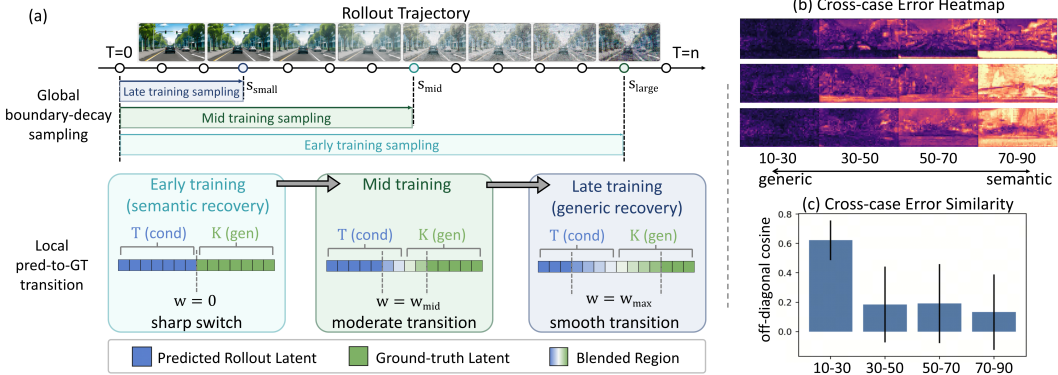 (a)
Rollout Trajectory
T=0
T=n
Global
boundary-decay
sampling
Late training sampling
s_small
Mid training sampling
s_mid
Early training sampling
s_large
Early training
(semantic recovery)
T (cond)
K (gen)
w = 0
sharp switch
Mid training
T (cond)
K (gen)
w = w_mid
moderate transition
Late training
(generic recovery)
T (cond)
K (gen)
w = w_max
smooth transition
Local
pred-to-GT
transition
Predicted Rollout Latent
Ground-truth Latent
Blended Region
(b) Cross-case Error Heatmap
10-30
30-50
50-70
70-90
generic
semantic
(c) Cross-case Error Similarity
off-diagonal cosine
0.8
0.6
0.4
0.2
0.0
10-30
30-50
50-70
70-90